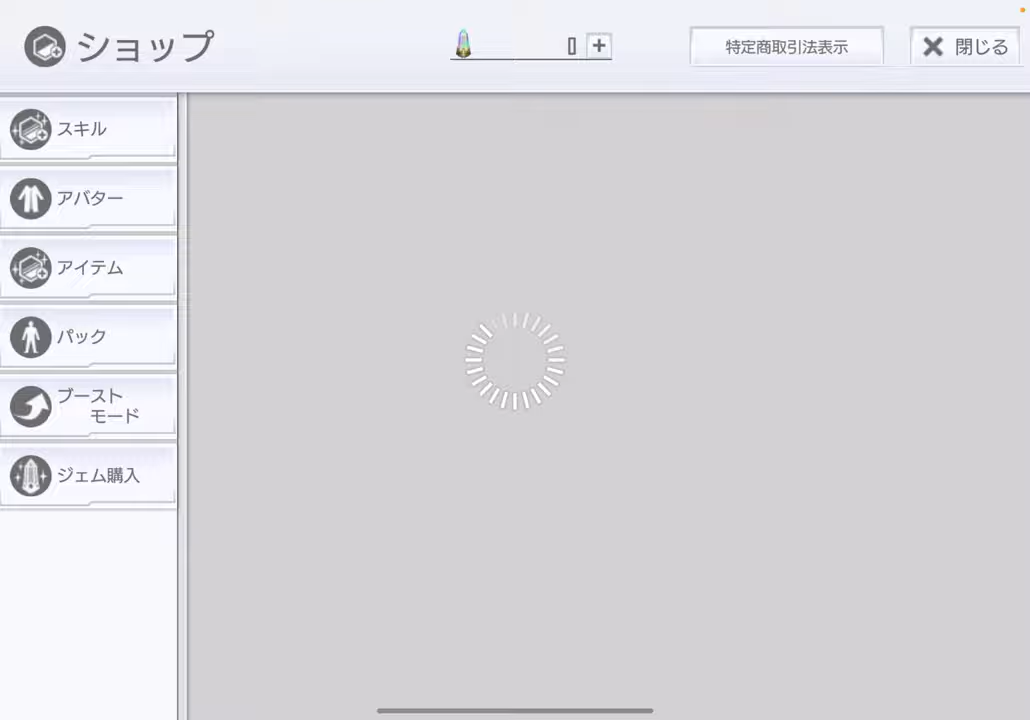 ショップ
0
特定商取引法表示
閉じる
スキル
アバター
アイテム
パック
ブースト
モード
ジェム購入